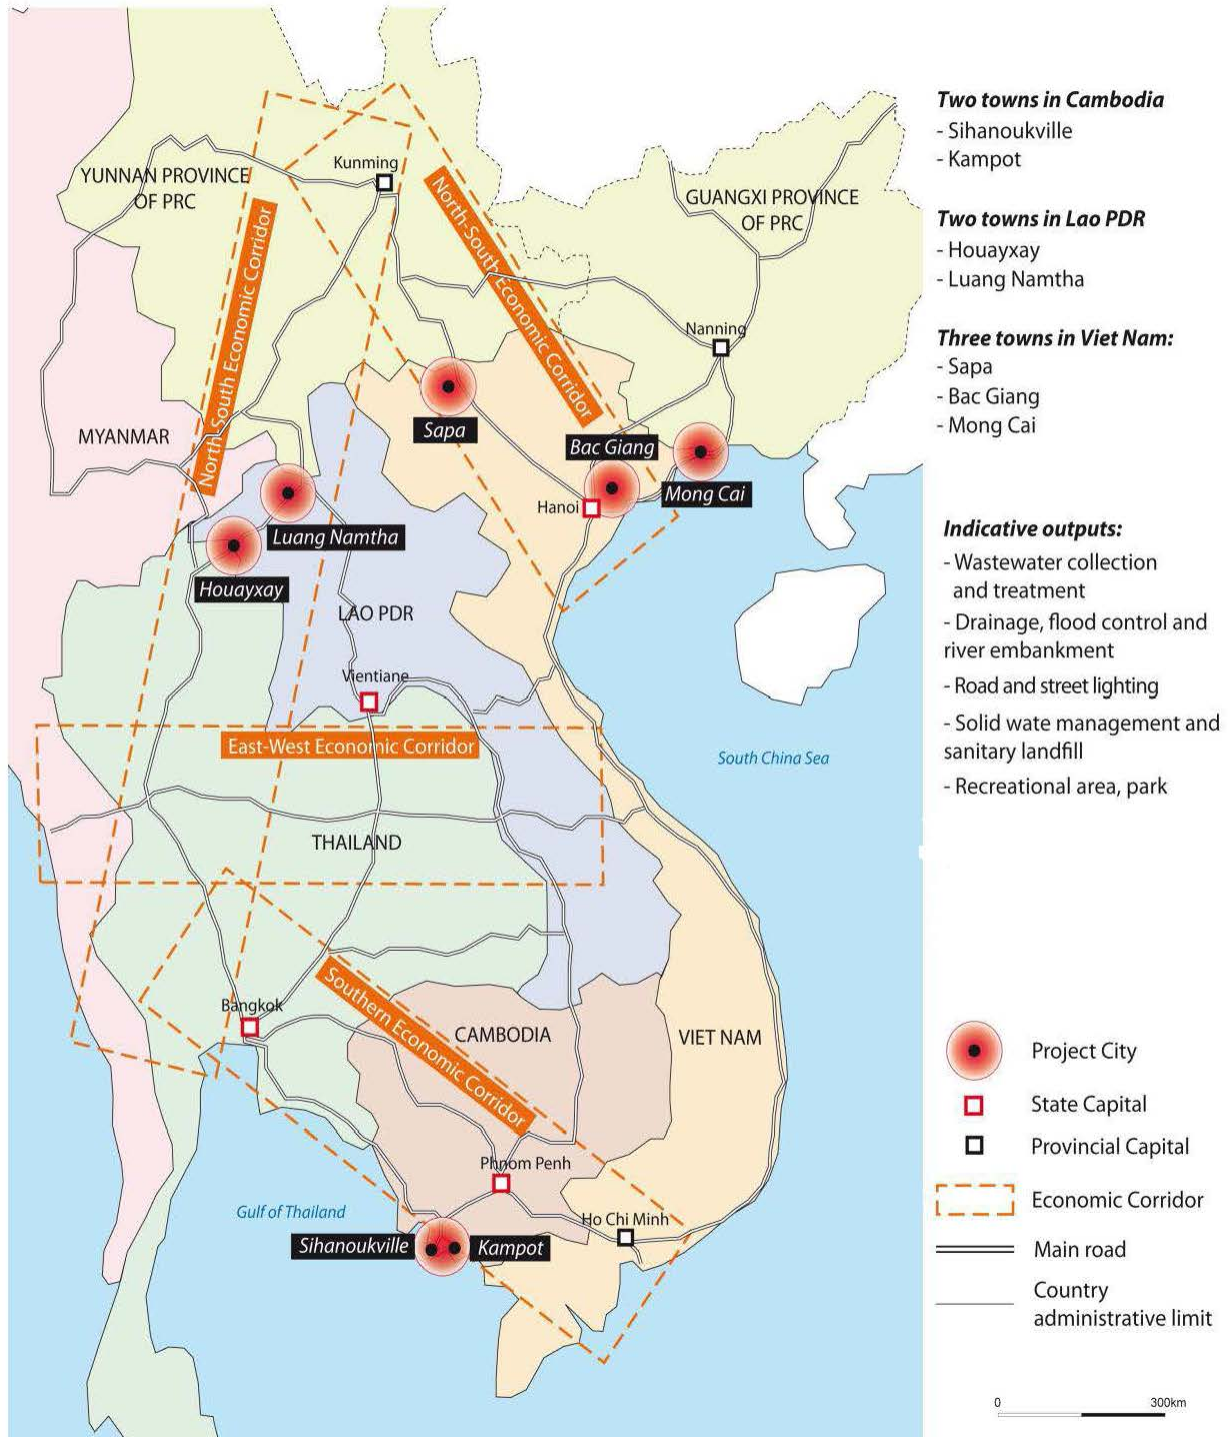 Two towns in Cambodia
- Sihanoukville
- Kampot
Two towns in Lao PDR
- Houayxay
- Luang Namtha
Three towns in Viet Nam:
- Sapa
- Bac Giang
- Mong Cai
Indicative outputs:
- Wastewater collection
and treatment
- Drainage, flood control and
river embankment
- Road and street lighting
- Solid wate management and
sanitary landfill
- Recreational area, park
Kunming
YUNNAN PROVINCE
OF PRC
GUANGXI PROVINCE
OF PRC
North-South Economic Corridor
North-South Economic Corridor
Nanning
MYANMAR
Sapa
Bac Giang
Mong Cai
Hanoi
Luang Namtha
Houayxay
LAO PDR
Vientiane
East-West Economic Corridor
South China Sea
THAILAND
Southern Economic Corridor
Bangkok
CAMBODIA
VIET NAM
Phnom Penh
Gulf of Thailand
Ho Chi Minh
Sihanoukville
Kampot
Project City
State Capital
Provincial Capital
Economic Corridor
Main road
Country
administrative limit
0 300km